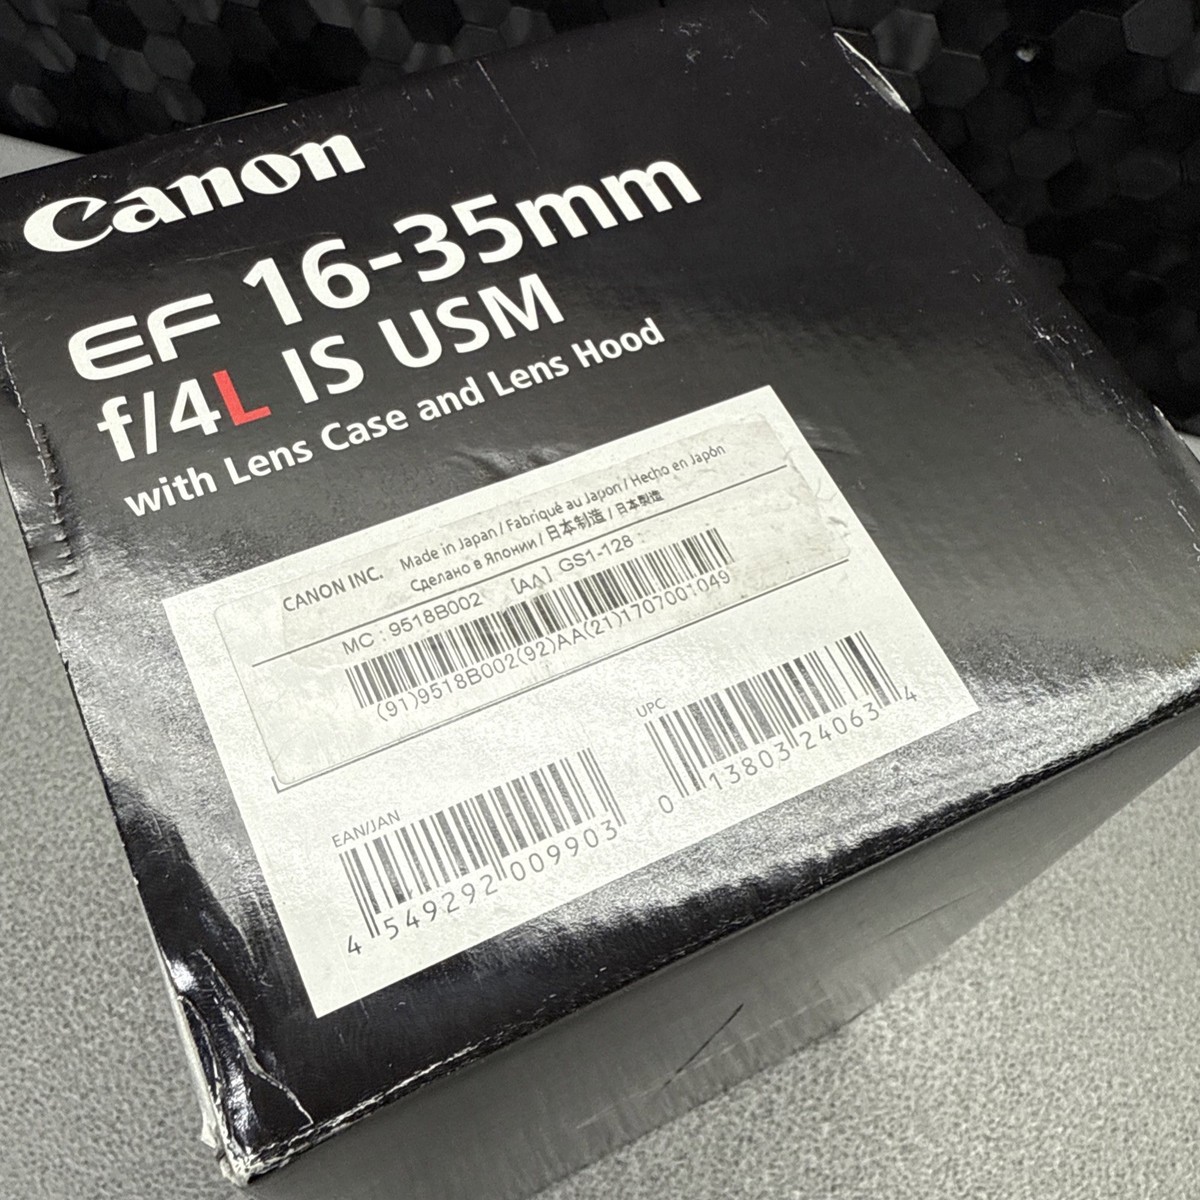 Canon
EF 16-35mm
f/4L IS USM
with Lens Case and Lens Hood
CANON INC. Made in Japan / Fabriqué au Japon / Hecho en Japón
Сделано в Японии / 日本制造 / 日本製造
MC : 9518B002 [AA] GS1-128
(91)9518B002(92)AA(21)1707001049
UPC
0 13803 24063 4
EAN/JAN
4 549292 009903